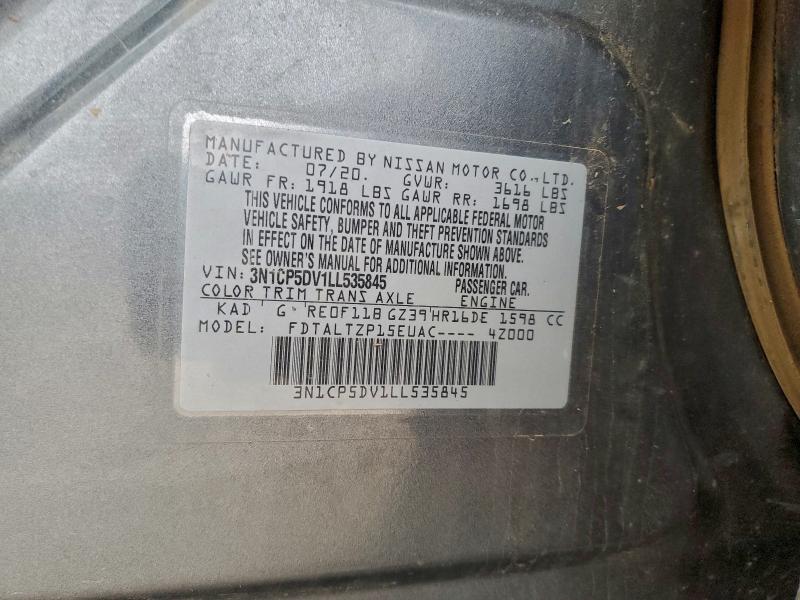 MANUFACTURED BY NISSAN MOTOR CO.,LTD.
DATE: 07/20. GVWR: 3616 LBS
GAWR FR: 1918 LBS GAWR RR: 1698 LBS
THIS VEHICLE CONFORMS TO ALL APPLICABLE FEDERAL MOTOR
VEHICLE SAFETY, BUMPER AND THEFT PREVENTION STANDARDS
IN EFFECT ON THE DATE OF MANUFACTURE SHOWN ABOVE.
SEE OWNER'S MANUAL FOR ADDITIONAL INFORMATION.
VIN: 3N1CP5DV1LL535845 PASSENGER CAR.
COLOR TRIM TRANS AXLE ENGINE
KAD G RE0F11B GZ39 HR16DE 1598 CC
MODEL: FDTALTZP15EUAC---- 4Z000
3N1CP5DV1LL535845